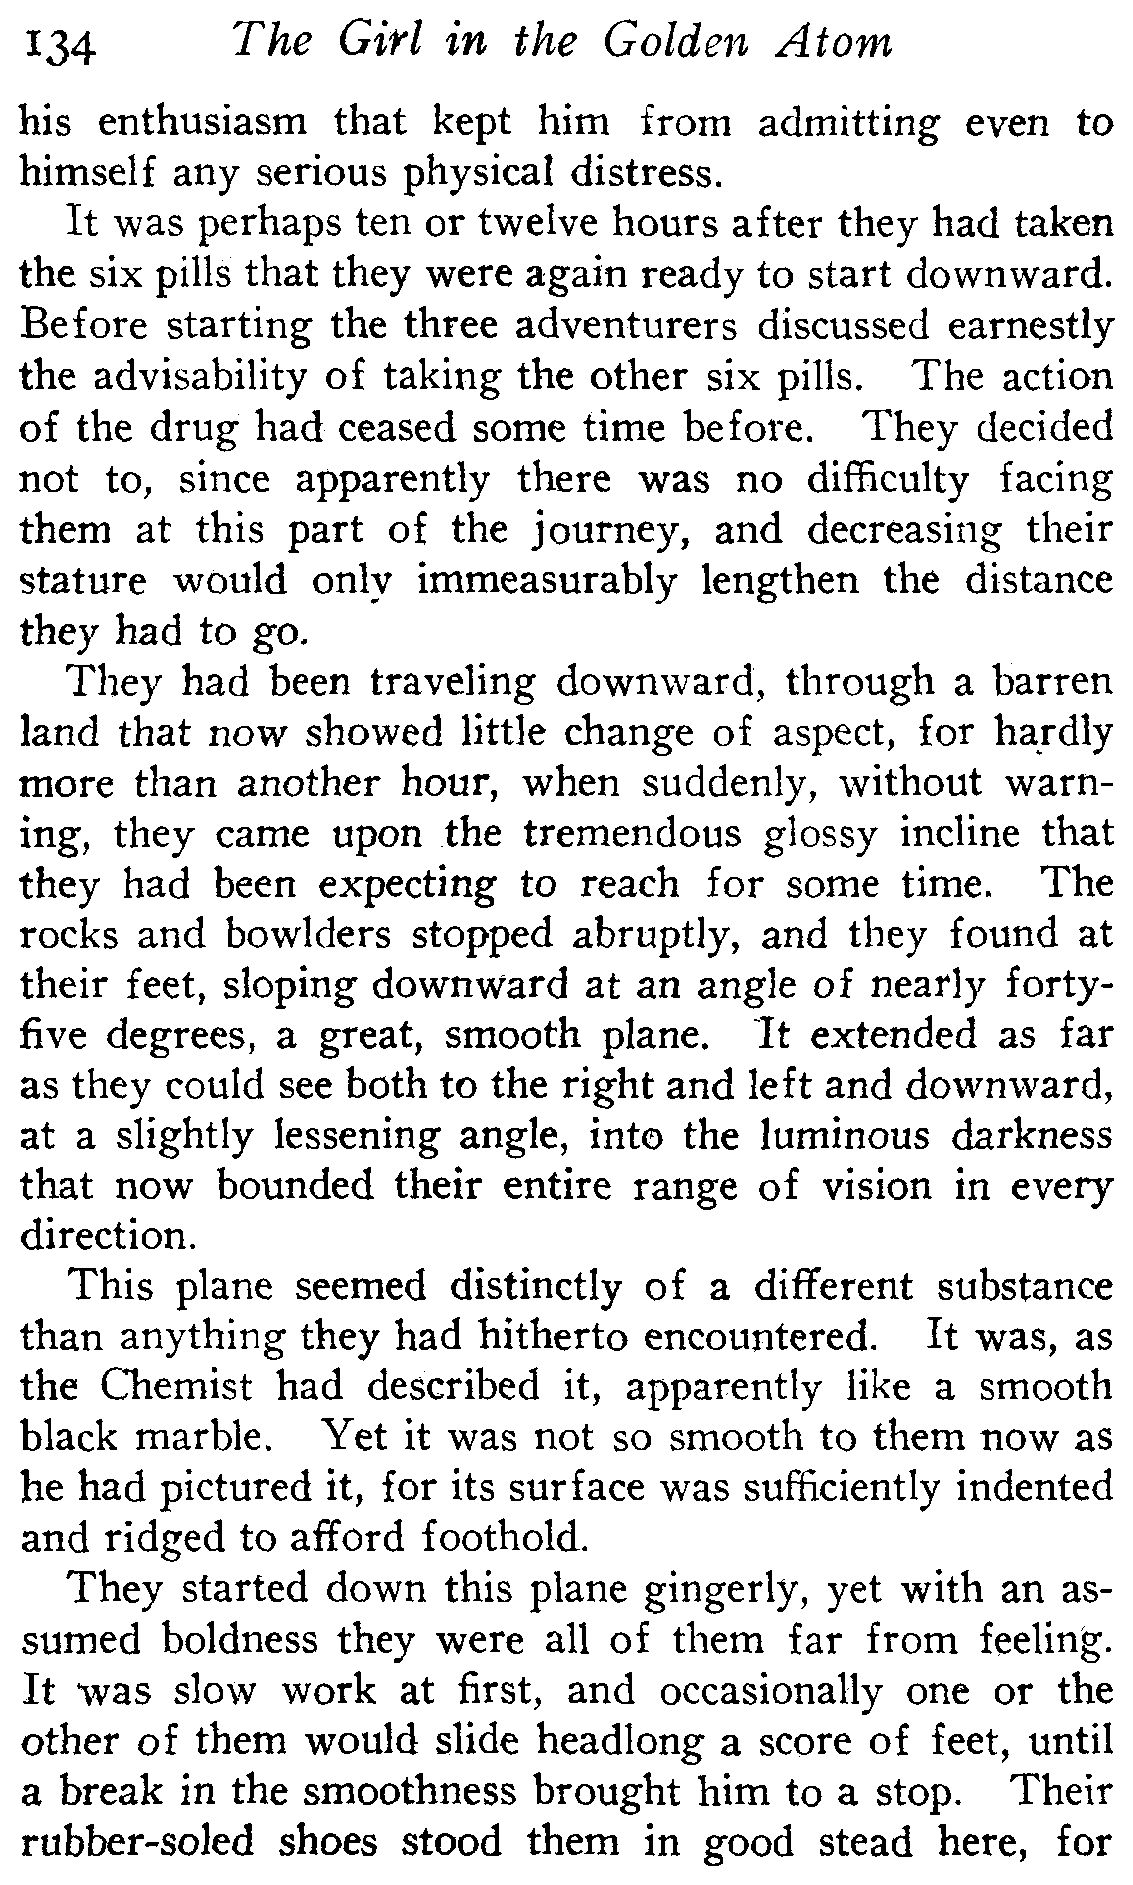 134 The Girl in the Golden Atom
his enthusiasm that kept him from admitting even to
himself any serious physical distress.
It was perhaps ten or twelve hours after they had taken
the six pills that they were again ready to start downward.
Before starting the three adventurers discussed earnestly
the advisability of taking the other six pills. The action
of the drug had ceased some time before. They decided
not to, since apparently there was no difficulty facing
them at this part of the journey, and decreasing their
stature would only immeasurably lengthen the distance
they had to go.
They had been traveling downward, through a barren
land that now showed little change of aspect, for hardly
more than another hour, when suddenly, without warn-
ing, they came upon the tremendous glossy incline that
they had been expecting to reach for some time. The
rocks and bowlders stopped abruptly, and they found at
their feet, sloping downward at an angle of nearly forty-
five degrees, a great, smooth plane. It extended as far
as they could see both to the right and left and downward,
at a slightly lessening angle, into the luminous darkness
that now bounded their entire range of vision in every
direction.
This plane seemed distinctly of a different substance
than anything they had hitherto encountered. It was, as
the Chemist had described it, apparently like a smooth
black marble. Yet it was not so smooth to them now as
he had pictured it, for its surface was sufficiently indented
and ridged to afford foothold.
They started down this plane gingerly, yet with an as-
sumed boldness they were all of them far from feeling.
It was slow work at first, and occasionally one or the
other of them would slide headlong a score of feet, until
a break in the smoothness brought him to a stop. Their
rubber-soled shoes stood them in good stead here, for